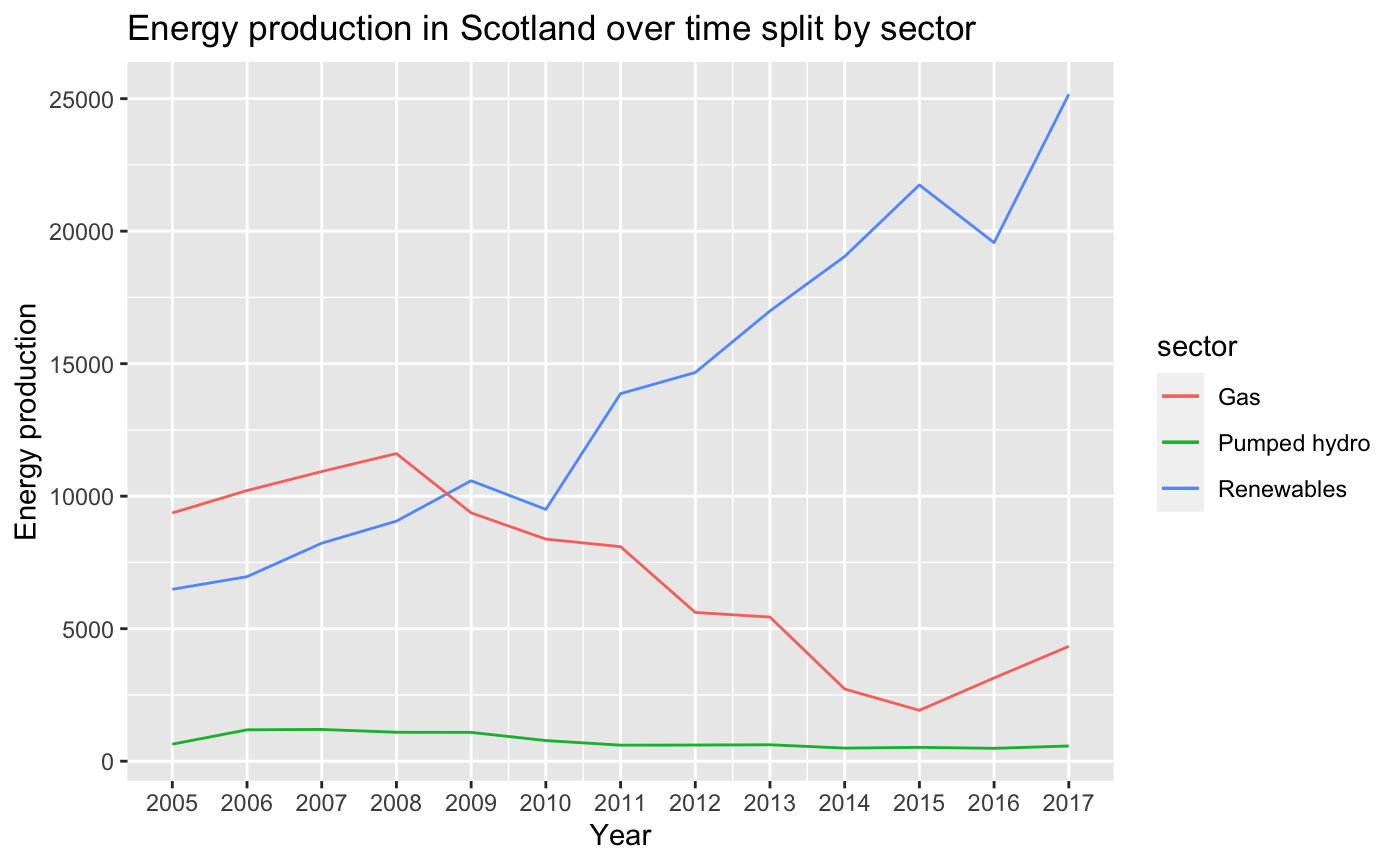 Energy production in Scotland over time split by sector
25000
20000
15000
10000
5000
0
Energy production
2005 2006 2007 2008 2009 2010 2011 2012 2013 2014 2015 2016 2017
Year
sector
Gas
Pumped hydro
Renewables